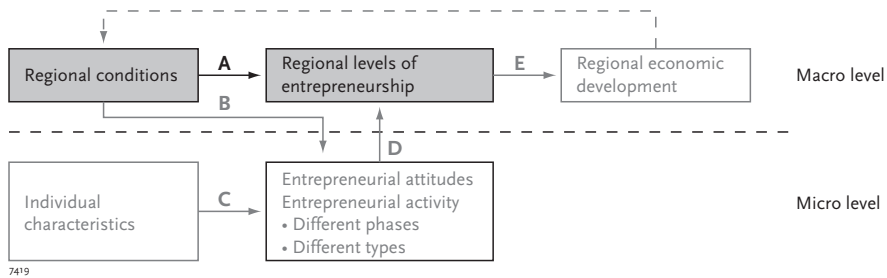 Regional conditions
A
Regional levels of
entrepreneurship
E
Regional economic
development
Macro level
B
D
Individual
characteristics
C
Entrepreneurial attitudes
Entrepreneurial activity
• Different phases
• Different types
Micro level
7419